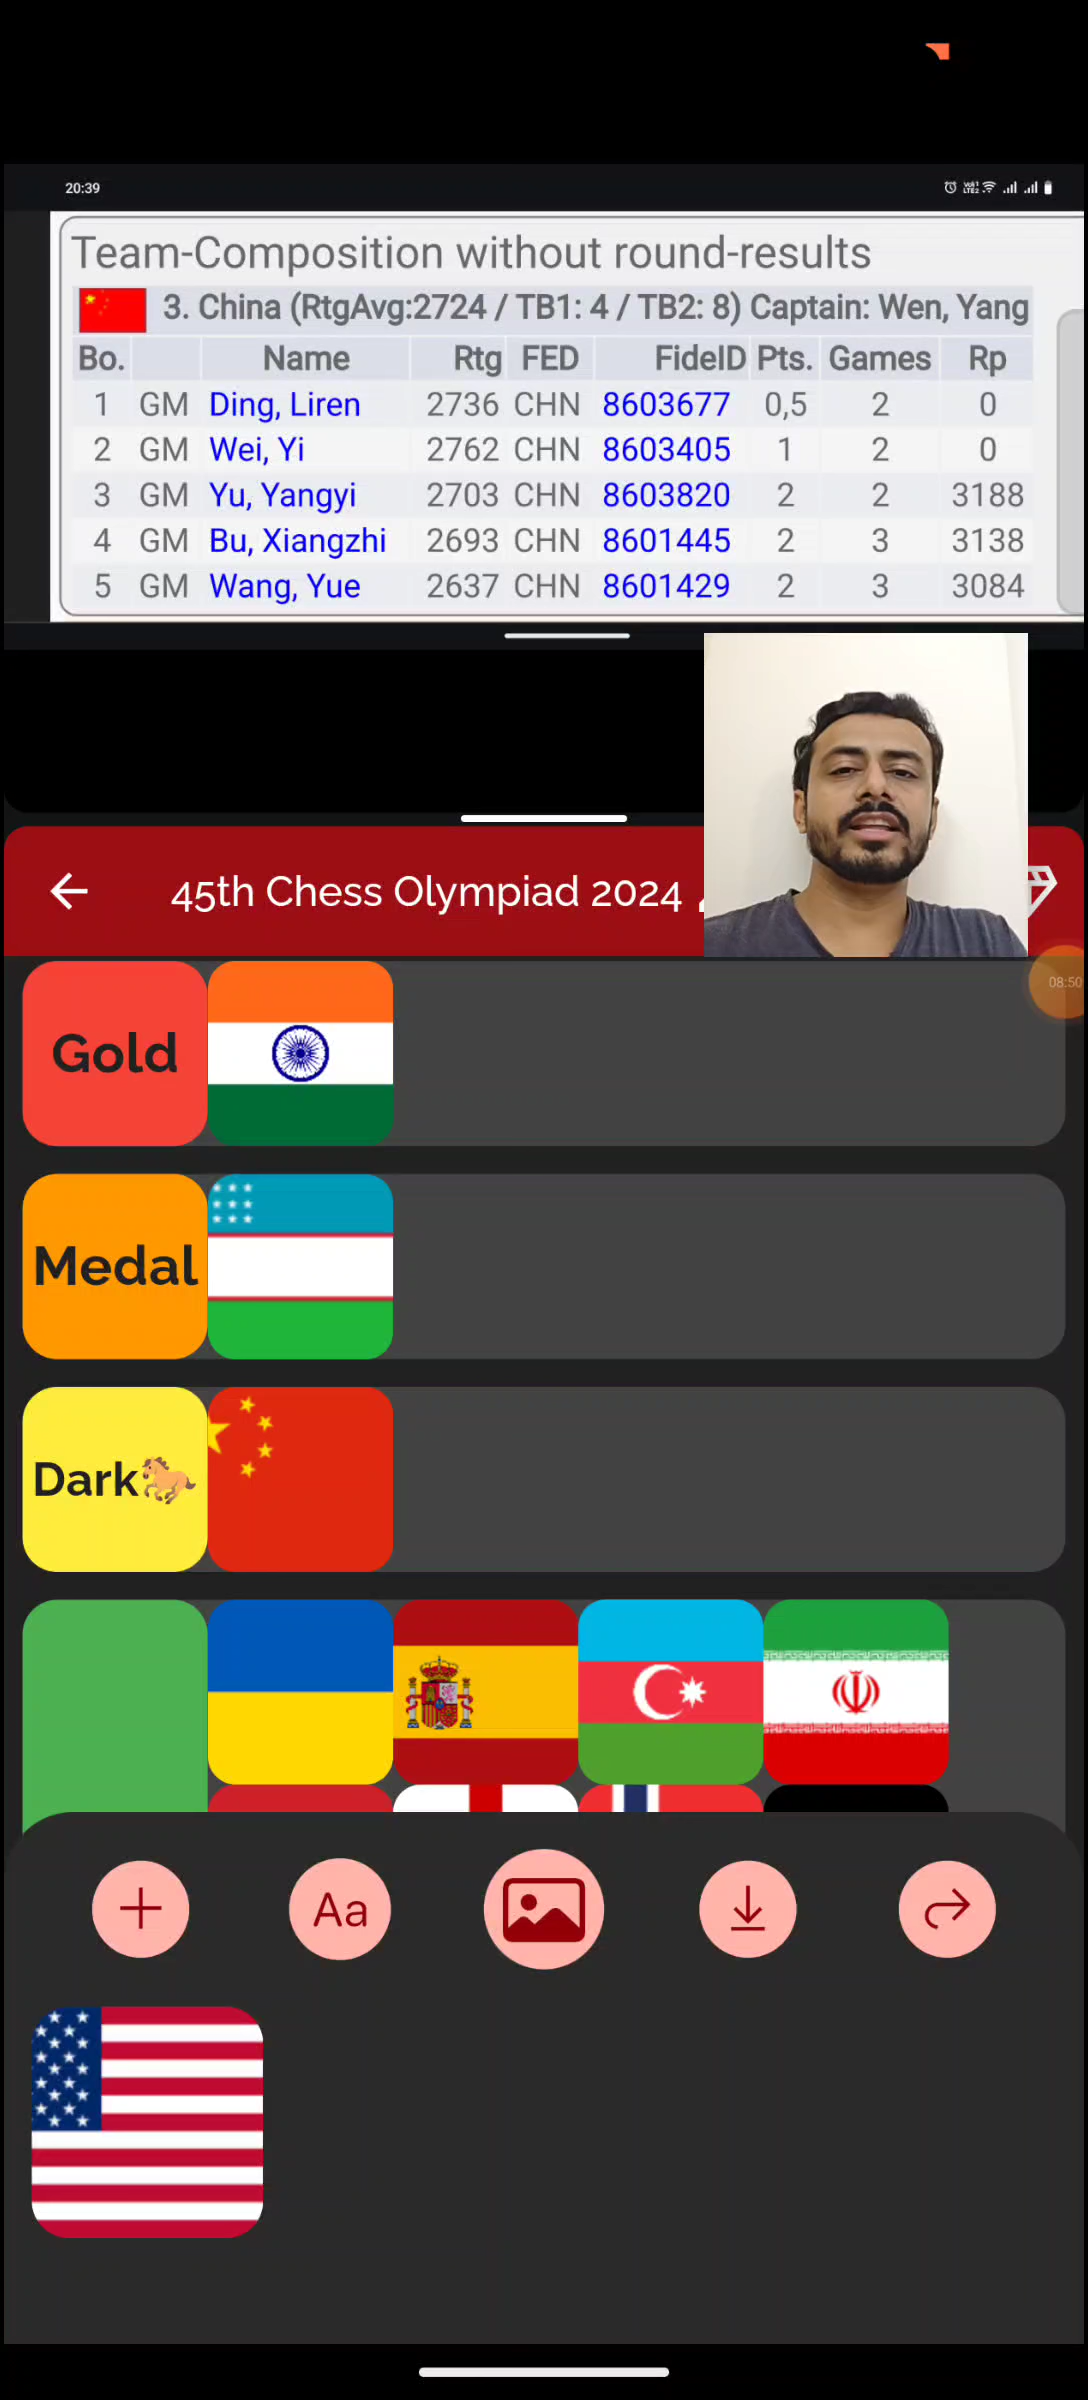 20:39
Team-Composition without round-results
3. China (RtgAvg:2724 / TB1: 4 / TB2: 8) Captain: Wen, Yang
Bo. Name Rtg FED FideID Pts. Games Rp
1 GM Ding, Liren 2736 CHN 8603677 0,5 2 0
2 GM Wei, Yi 2762 CHN 8603405 1 2 0
3 GM Yu, Yangyi 2703 CHN 8603820 2 2 3188
4 GM Bu, Xiangzhi 2693 CHN 8601445 2 3 3138
5 GM Wang, Yue 2637 CHN 8601429 2 3 3084
45th Chess Olympiad 2024
08:50
Gold
Medal
Dark🐎
Aa